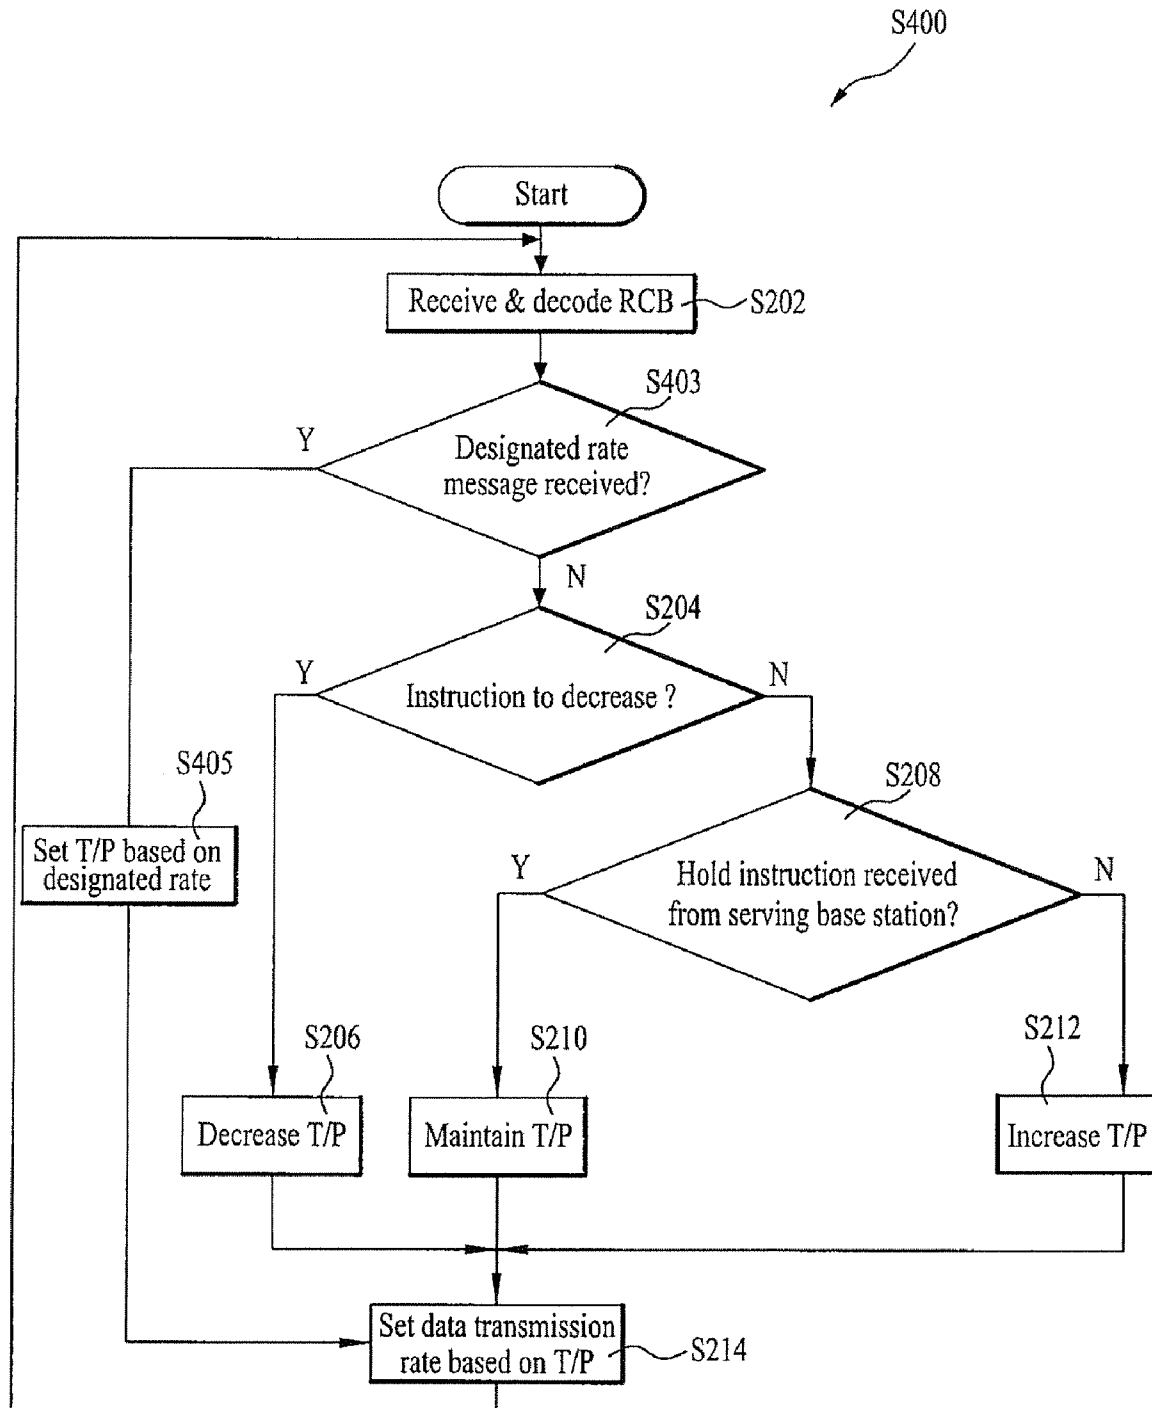 S400
Start
Receive & decode RCB
S202
S403
Y
Designated rate
message received?
N
S204
Y
N
Instruction to decrease ?
S405
S208
Set T/P based on
designated rate
Y
N
Hold instruction received
from serving base station?
S206
S210
S212
Decrease T/P
Maintain T/P
Increase T/P
Set data transmission
rate based on T/P
S214